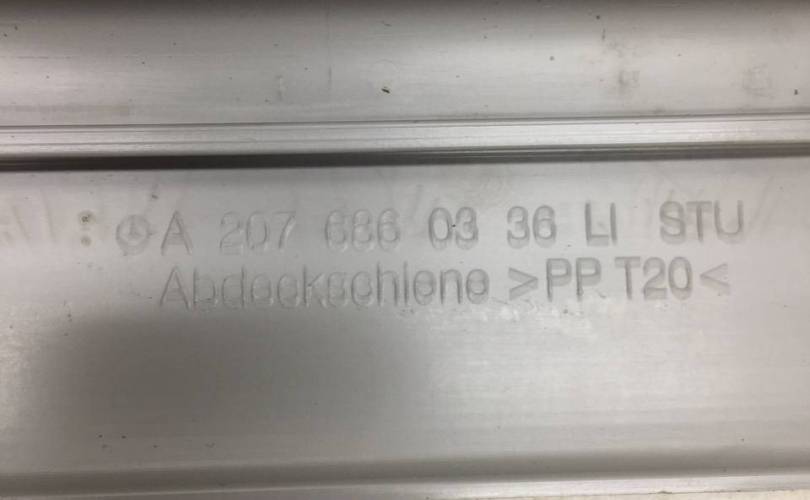 A 207 686 03 36 LI STU
Abdeckschiene >PP T20<